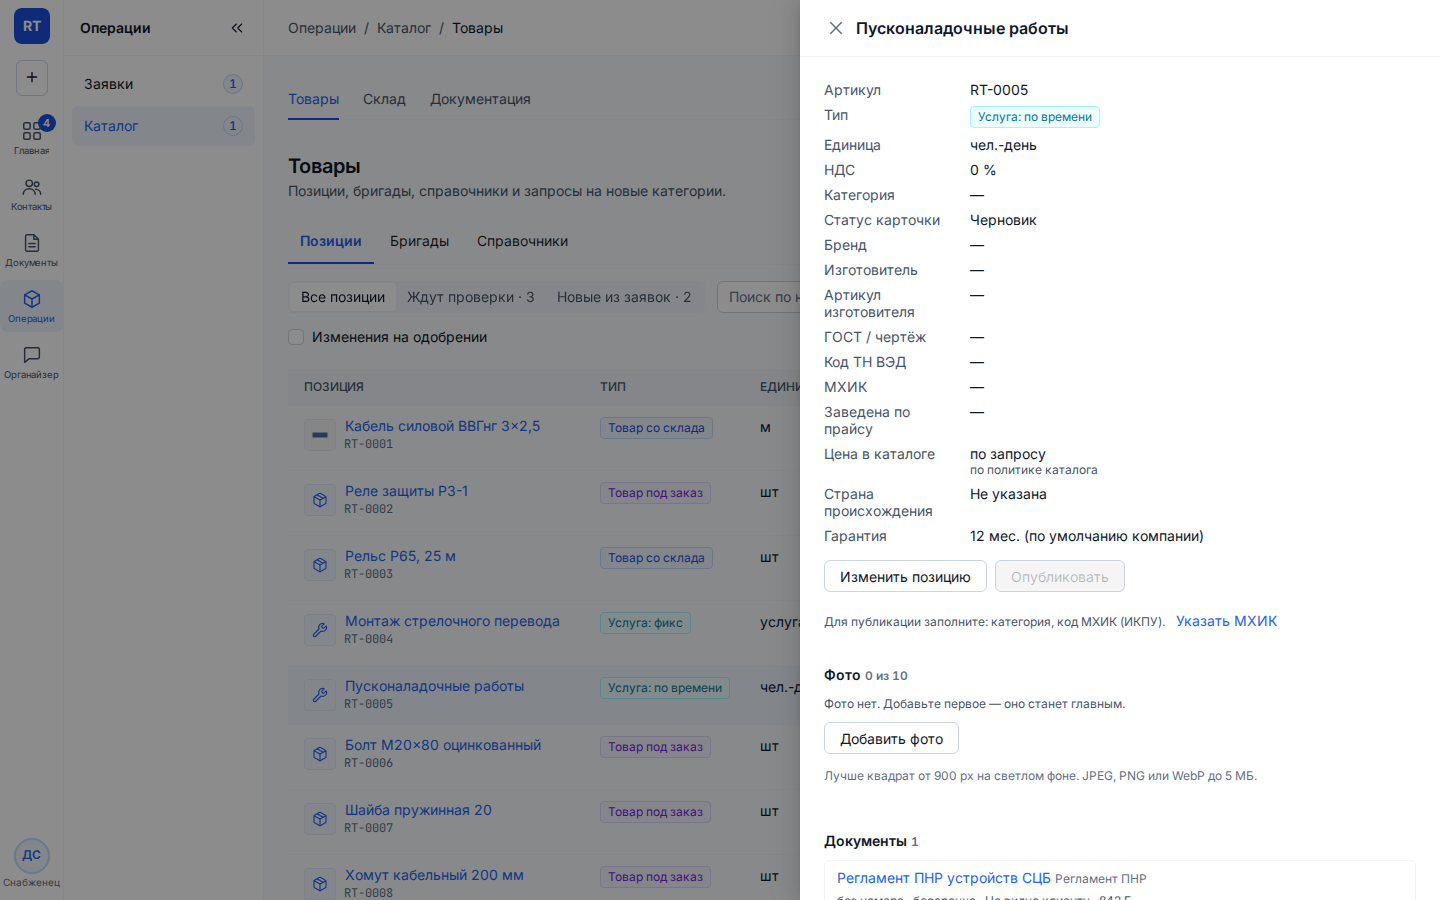 RT
Операции
Операции / Каталог / Товары
Пусконаладочные работы
+
Заявки 1
Каталог 1
4
Главная
Контакты
Документы
Операции
Органайзер
ДС
Снабженец
Товары Склад Документация
Товары
Позиции, бригады, справочники и запросы на новые категории.
Позиции Бригады Справочники
Все позиции Ждут проверки · 3 Новые из заявок · 2 Поиск по
Изменения на одобрении
ПОЗИЦИЯ ТИП
Кабель силовой ВВГнг 3×2,5 Товар со склада м
RT-0001
Реле защиты РЗ-1 Товар под заказ шт
RT-0002
Рельс Р65, 25 м Товар со склада шт
RT-0003
Монтаж стрелочного перевода Услуга: фикс услуга
RT-0004
Пусконаладочные работы Услуга: по времени чел.-д
RT-0005
Болт М20×80 оцинкованный Товар под заказ шт
RT-0006
Шайба пружинная 20 Товар под заказ шт
RT-0007
Хомут кабельный 200 мм Товар под заказ шт
RT-0008
Артикул RT-0005
Тип Услуга: по времени
Единица чел.-день
НДС 0 %
Категория —
Статус карточки Черновик
Бренд —
Изготовитель —
Артикул —
изготовителя
ГОСТ / чертёж —
Код ТН ВЭД —
МХИК —
Заведена по —
прайсу
Цена в каталоге по запросу
по политике каталога
Страна Не указана
происхождения
Гарантия 12 мес. (по умолчанию компании)
Изменить позицию Опубликовать
Для публикации заполните: категория, код МХИК (ИКПУ). Указать МХИК
Фото 0 из 10
Фото нет. Добавьте первое — оно станет главным.
Добавить фото
Лучше квадрат от 900 px на светлом фоне. JPEG, PNG или WebP до 5 МБ.
Документы 1
Регламент ПНР устройств СЦБ Регламент ПНР